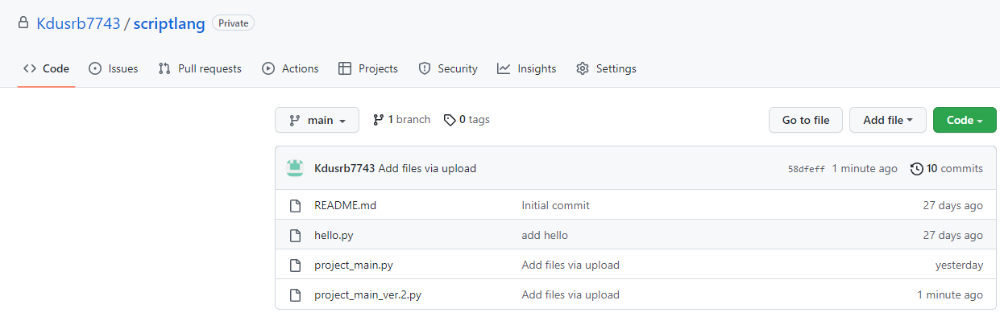 Kdusrb7743 / scriptlang Private
Code Issues Pull requests Actions Projects Security Insights Settings
main 1 branch 0 tags Go to file Add file Code
Kdusrb7743 Add files via upload 58dfeff 1 minute ago 10 commits
README.md Initial commit 27 days ago
hello.py add hello 27 days ago
project_main.py Add files via upload yesterday
project_main_ver.2.py Add files via upload 1 minute ago